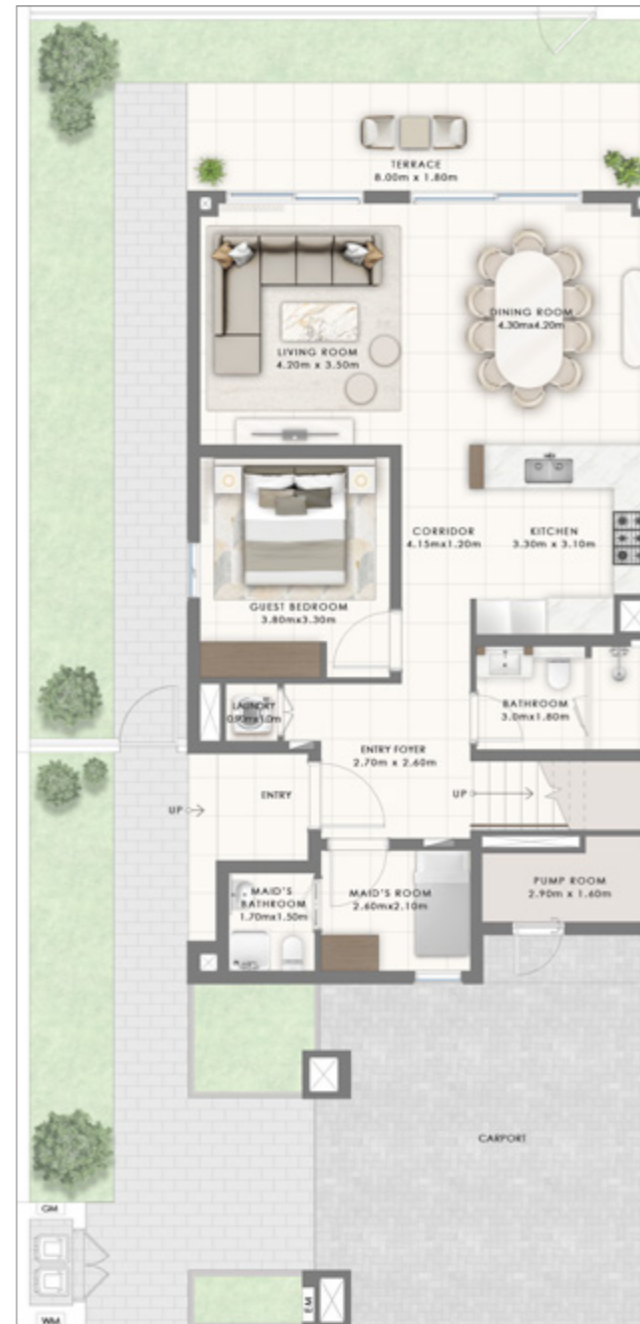 TERRACE
8.00m x 1.80m
DINING ROOM
4.30mx4.20m
LIVING ROOM
4.20m x 3.50m
CORRIDOR
4.15mx1.20m
KITCHEN
3.30m x 3.10m
GUEST BEDROOM
3.80mx3.30m
LAUNDRY
0.95mx1.0m
BATHROOM
3.0mx1.80m
ENTRY FOYER
2.70m x 2.60m
ENTRY
UP
UP
MAID'S
BATHROOM
1.70mx1.50m
MAID'S ROOM
2.60mx2.10m
PUMP ROOM
2.90m x 1.60m
CARPORT
GM
WM
EM